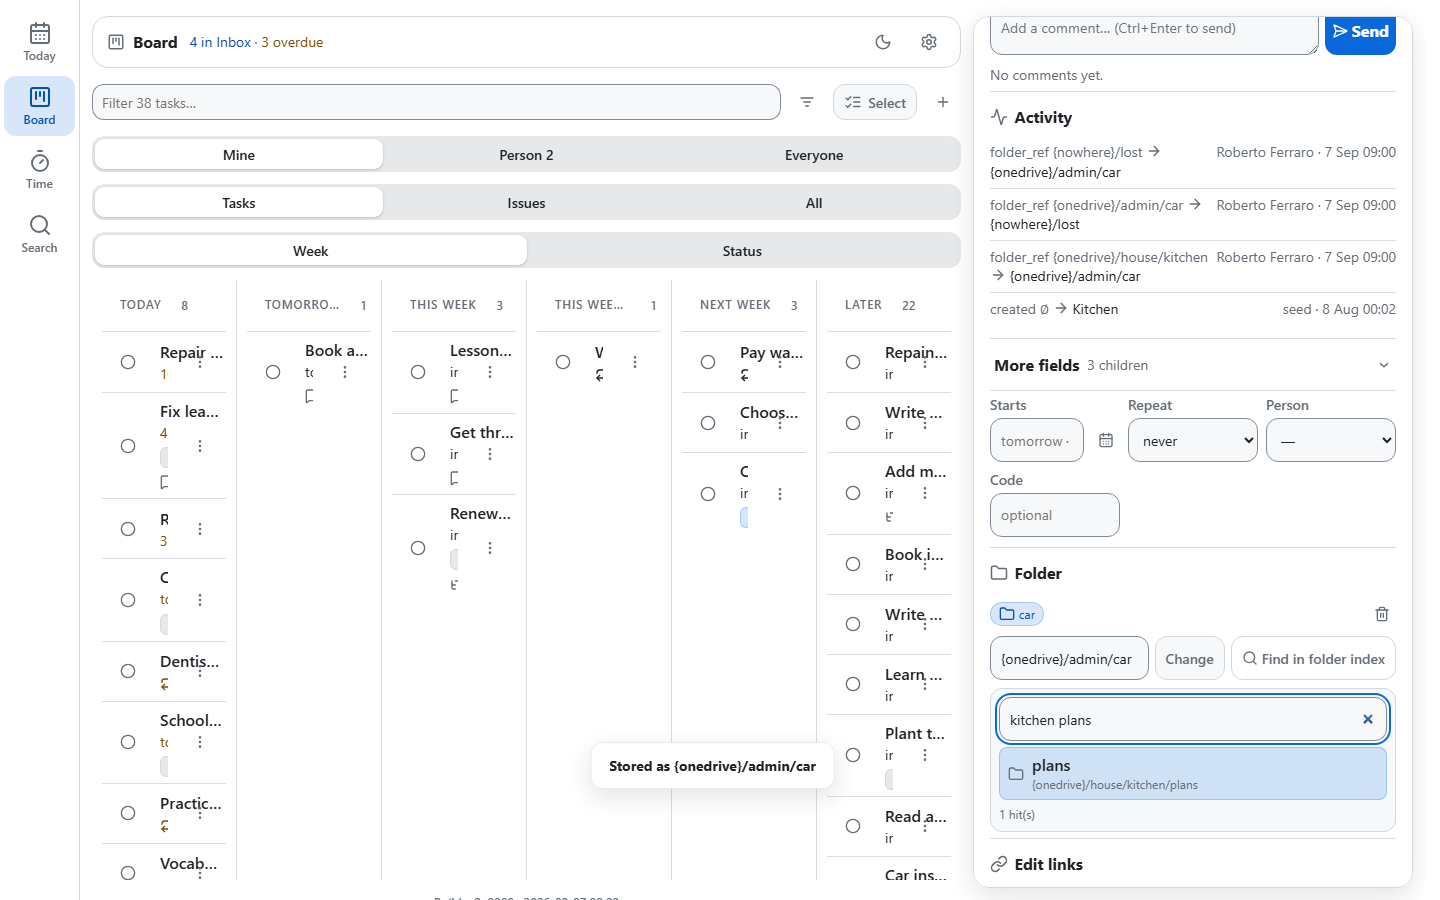 Today
Board
Time
Search
Board 4 in Inbox · 3 overdue
Filter 38 tasks...
Select
Mine
Person 2
Everyone
Tasks
Issues
All
Week
Status
TODAY 8
Repair ...
1
Fix lea...
4
R
3
C
Dentis...
School...
Practic...
Vocab...
TOMORRO... 1
Book a...
THIS WEEK 3
Lesson...
Get thr...
Renew...
THIS WEE... 1
NEXT WEEK 3
Pay wa...
Choos...
C
LATER 22
Repain...
Write ...
Add m...
Book i...
Write ...
Learn ...
Plant t...
Read a...
Car ins...
Stored as {onedrive}/admin/car
Add a comment... (Ctrl+Enter to send)
Send
No comments yet.
Activity
folder_ref {nowhere}/lost → Roberto Ferraro · 7 Sep 09:00
{onedrive}/admin/car
folder_ref {onedrive}/admin/car → Roberto Ferraro · 7 Sep 09:00
{nowhere}/lost
folder_ref {onedrive}/house/kitchen Roberto Ferraro · 7 Sep 09:00
→ {onedrive}/admin/car
created Ø → Kitchen seed · 8 Aug 00:02
More fields 3 children
Starts
Repeat
Person
tomorrow ·
never
—
Code
optional
Folder
car
{onedrive}/admin/car
Change
Find in folder index
kitchen plans
plans
{onedrive}/house/kitchen/plans
1 hit(s)
Edit links